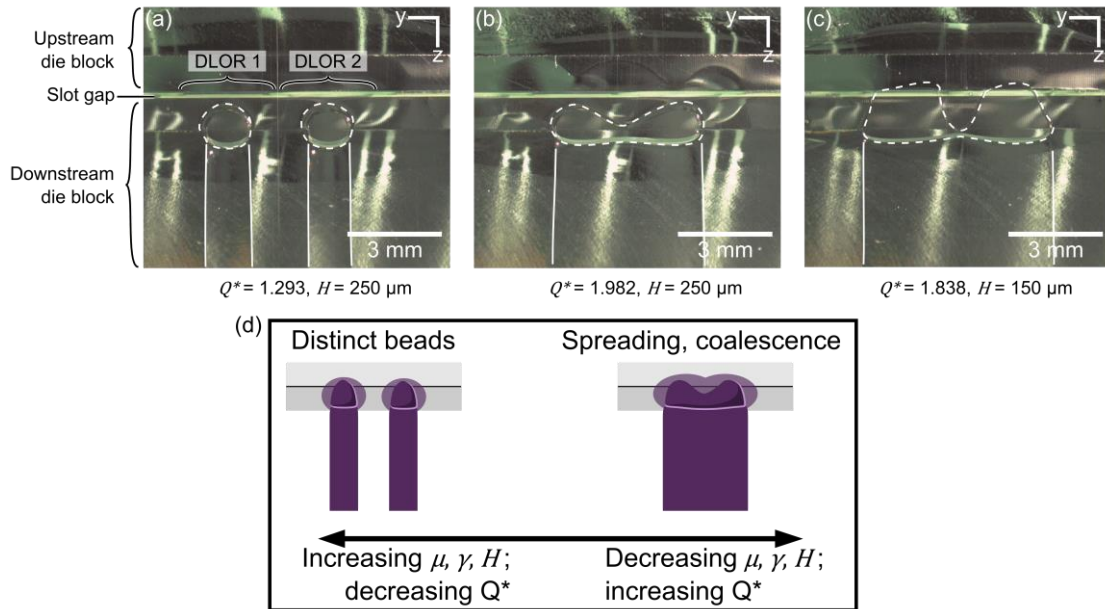 Upstream
die block
Slot gap
Downstream
die block
(a)
y
z
DLOR 1
DLOR 2
3 mm
(b)
y
z
3 mm
(c)
y
z
3 mm
Q* = 1.293, H = 250 μm
Q* = 1.982, H = 250 μm
Q* = 1.838, H = 150 μm
(d)
Distinct beads
Spreading, coalescence
Increasing μ, γ, H;
decreasing Q*
Decreasing μ, γ, H;
increasing Q*